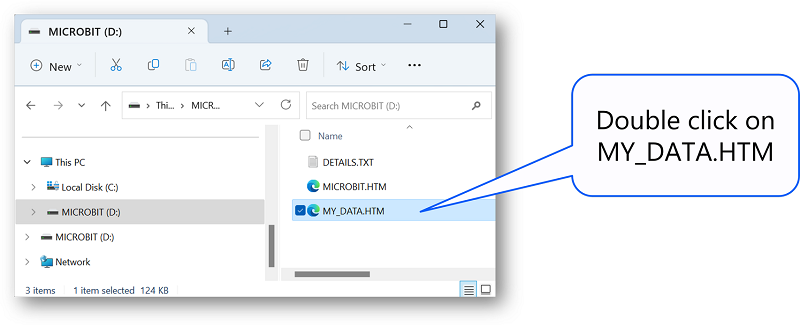 MICROBIT (D:)
New
Sort
Thi...
MICR...
Search MICROBIT (D:)
Name
This PC
Local Disk (C:)
MICROBIT (D:)
MICROBIT (D:)
Network
DETAILS.TXT
MICROBIT.HTM
MY_DATA.HTM
3 items
1 item selected 124 KB
Double click on
MY_DATA.HTM